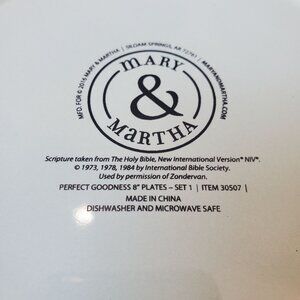 MFD. FOR © 2016 MARY & MARTHA | SILOAM SPRINGS, AR 72761 / MARYANDMARTHA.COM
MARY
&
MARTHA
Scripture taken from The Holy Bible, New International Version® NIV®.
© 1973, 1978, 1984 by International Bible Society.
Used by permission of Zondervan.
PERFECT GOODNESS 8" PLATES – SET 1 | ITEM 30507 |
MADE IN CHINA
DISHWASHER AND MICROWAVE SAFE